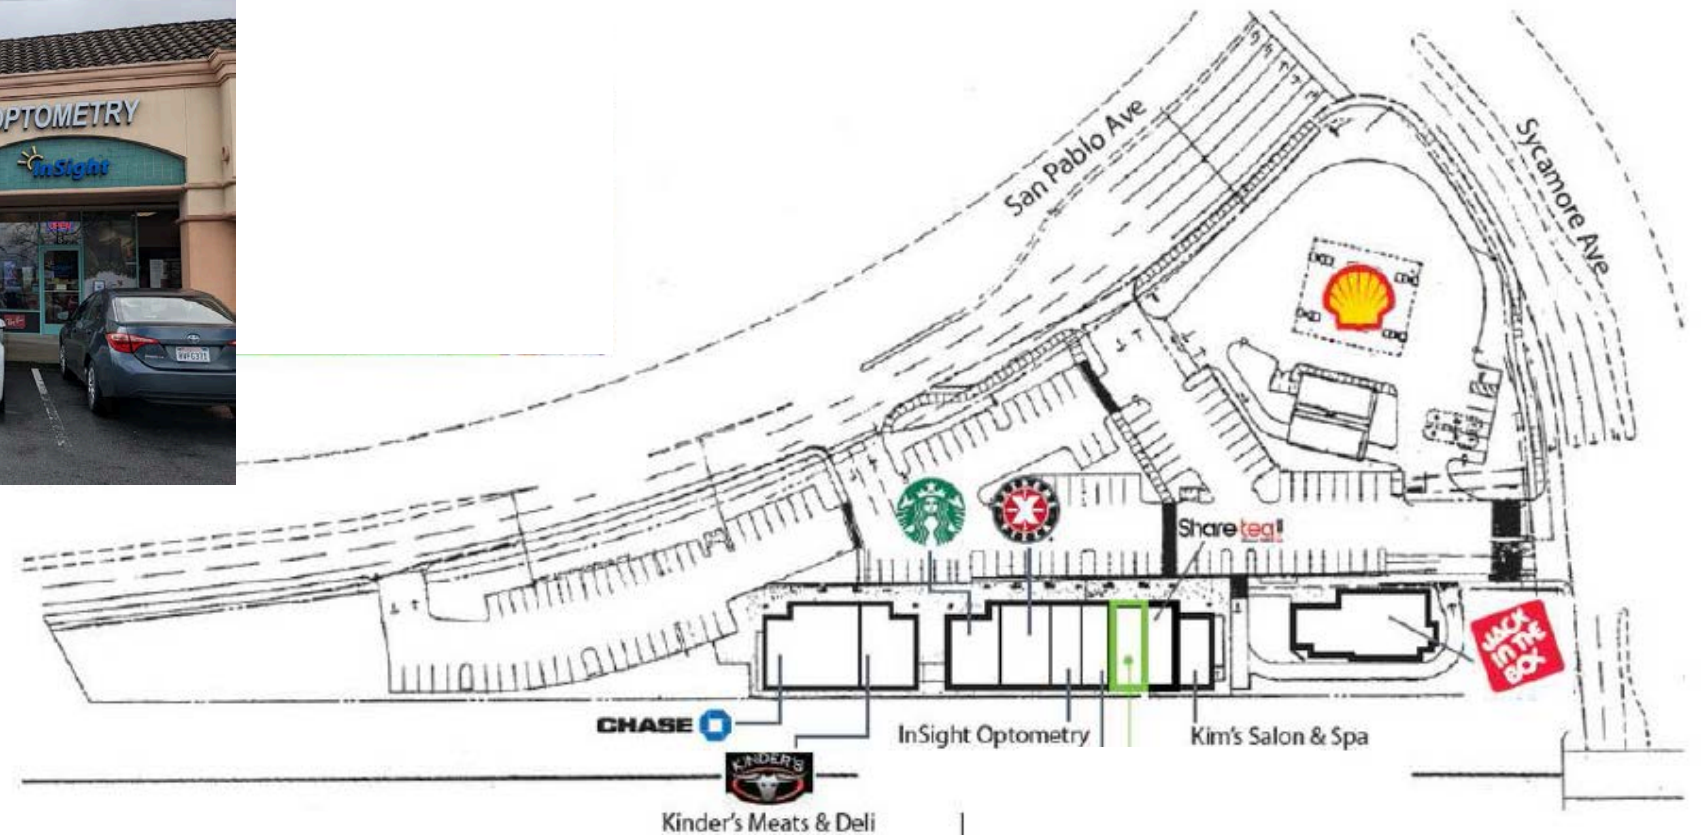 OPTOMETRY
inSight
San Pablo Ave
Sycamore Ave
Share tea
JACK
IN THE
BOX
CHASE
InSight Optometry
Kim's Salon & Spa
KINDER'S
Kinder's Meats & Deli